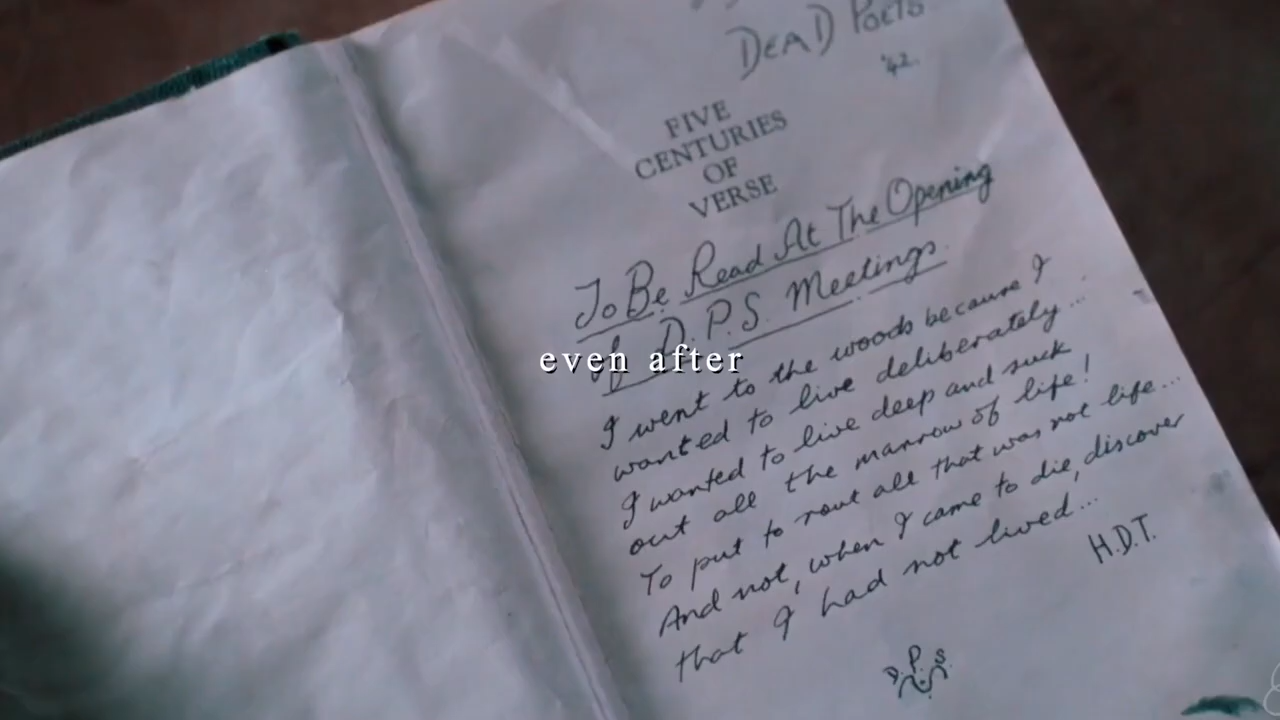 DEAD POETS
'42.
FIVE
CENTURIES
OF
VERSE
To Be Read At The Opening
of D.P.S. Meetings.
even after
I went to the woods because I
wanted to live deliberately...
I wanted to live deep and suck
out all the marrow of life!
To put to rout all that was not life...
And not, when I came to die, discover
that I had not lived...
H.D.T.
D P S